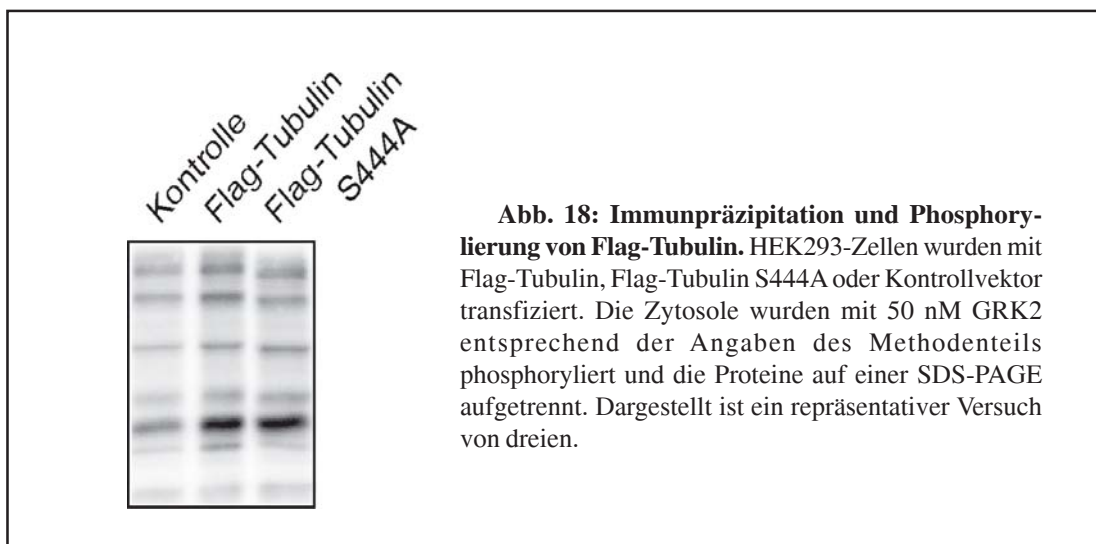 Kontrolle
Flag-Tubulin
Flag-Tubulin
S444A
Abb. 18: Immunpräzipitation und Phosphory-
lierung von Flag-Tubulin. HEK293-Zellen wurden mit
Flag-Tubulin, Flag-Tubulin S444A oder Kontrollvektor
transfiziert. Die Zytosole wurden mit 50 nM GRK2
entsprechend der Angaben des Methodenteils
phosphoryliert und die Proteine auf einer SDS-PAGE
aufgetrennt. Dargestellt ist ein repräsentativer Versuch
von dreien.